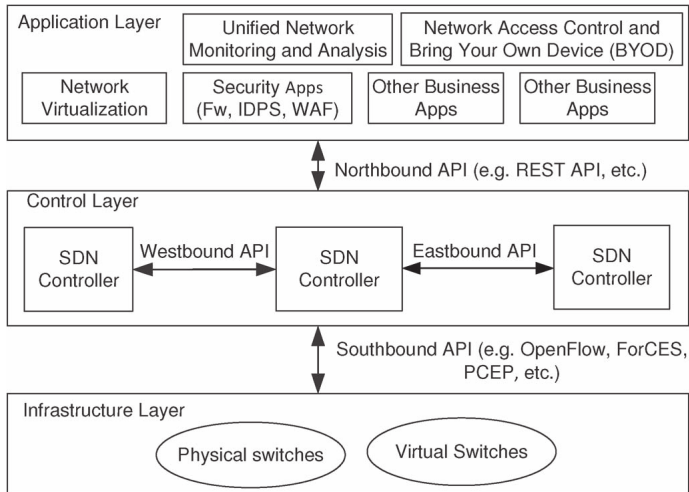 Application Layer
Unified Network
Monitoring and Analysis
Network Access Control and
Bring Your Own Device (BYOD)
Network
Virtualization
Security Apps
(Fw, IDPS, WAF)
Other Business
Apps
Other Business
Apps
Northbound API (e.g. REST API, etc.)
Control Layer
SDN
Controller
Westbound API
SDN
Controller
Eastbound API
SDN
Controller
Southbound API (e.g. OpenFlow, ForCES,
PCEP, etc.)
Infrastructure Layer
Physical switches
Virtual Switches